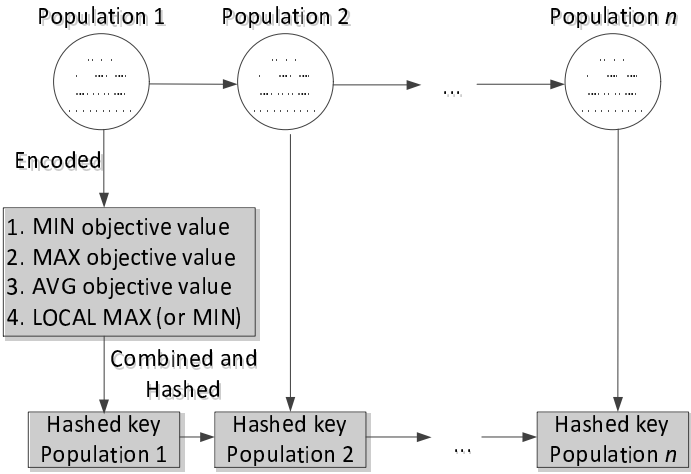 Population 1
Population 2
Population n
...
Encoded
1. MIN objective value
2. MAX objective value
3. AVG objective value
4. LOCAL MAX (or MIN)
Combined and
Hashed
Hashed key
Population 1
Hashed key
Population 2
...
Hashed key
Population n